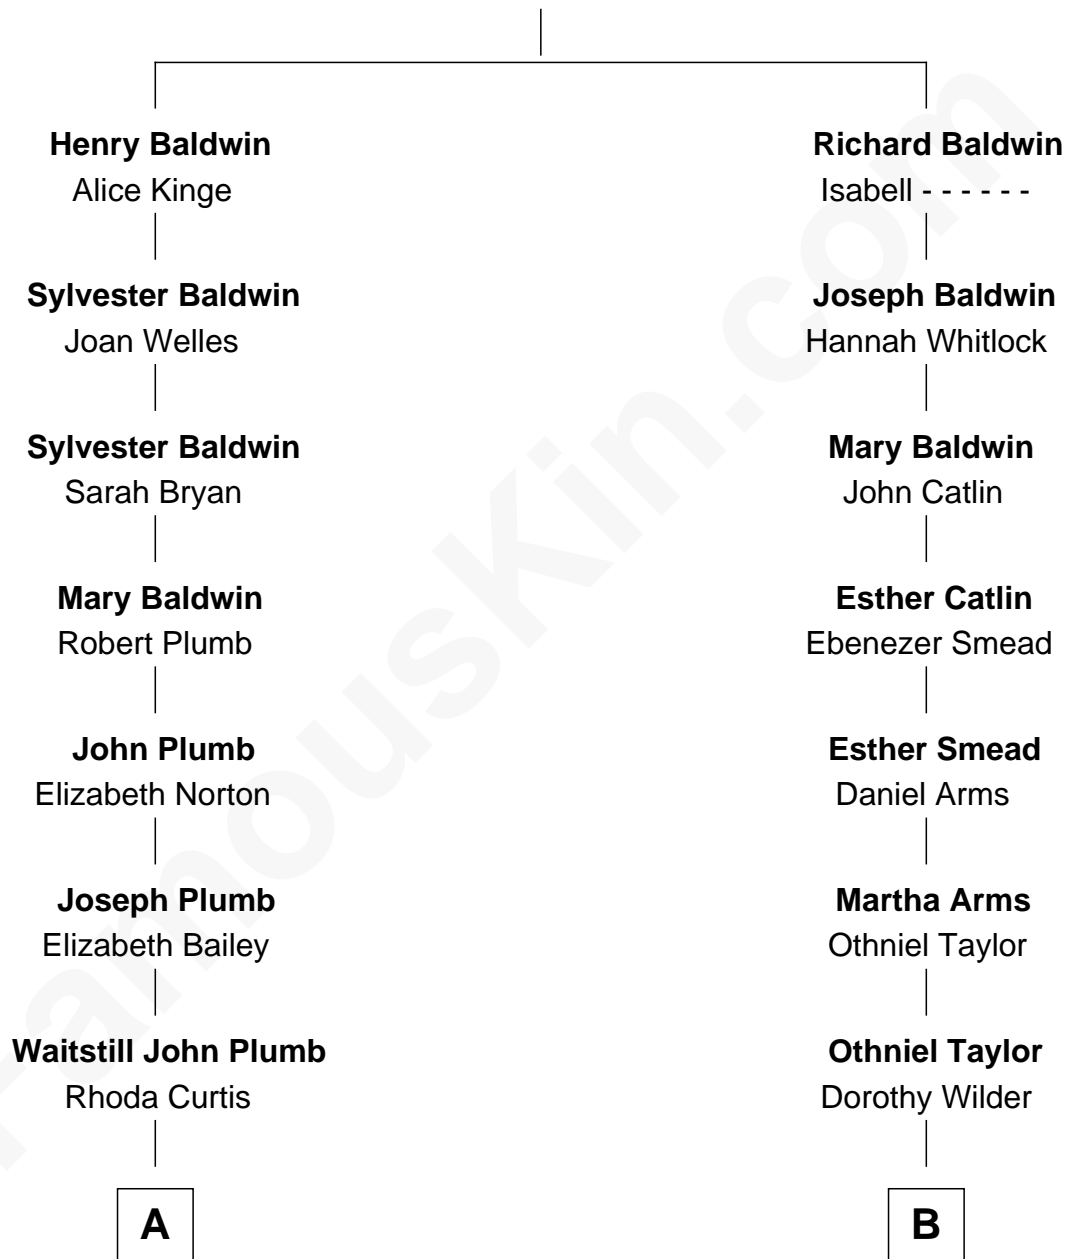 Henry Baldwin
Alice Kinge
Sylvester Baldwin
Joan Welles
Sylvester Baldwin
Sarah Bryan
Mary Baldwin
Robert Plumb
John Plumb
Elizabeth Norton
Joseph Plumb
Elizabeth Bailey
Waitstill John Plumb
Rhoda Curtis
A
Richard Baldwin
Isabell - - - - - -
Joseph Baldwin
Hannah Whitlock
Mary Baldwin
John Catlin
Esther Catlin
Ebenezer Smead
Esther Smead
Daniel Arms
Martha Arms
Othniel Taylor
Othniel Taylor
Dorothy Wilder
B
FamousKin.com